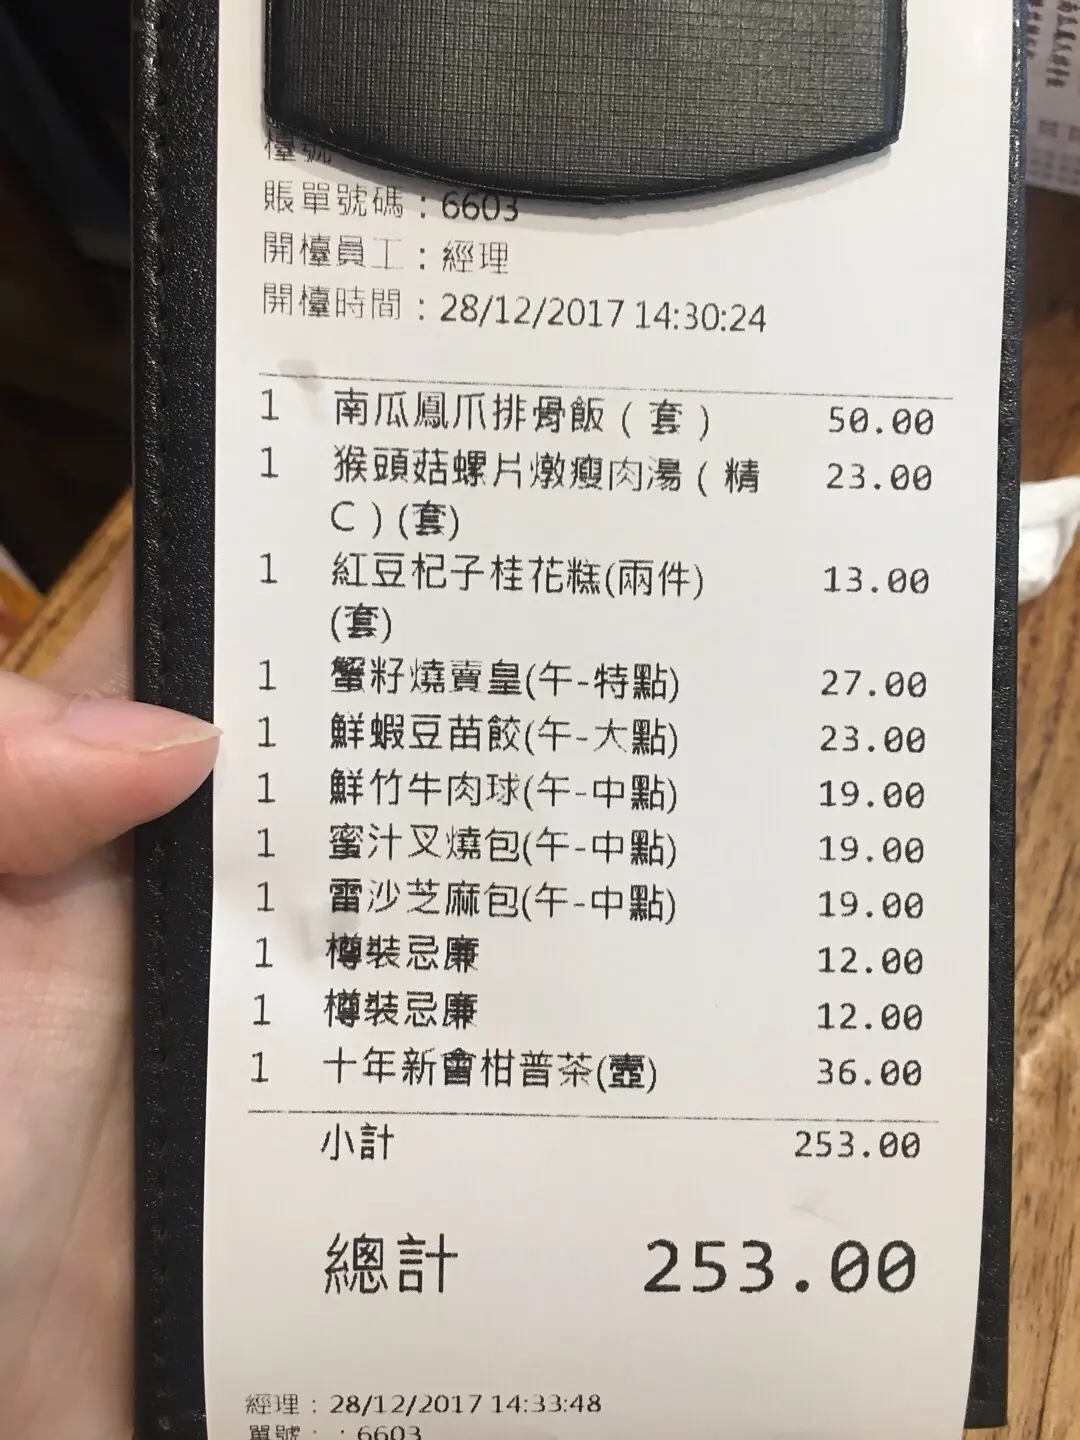 檯號
賬單號碼：6603
開檯員工：經理
開檯時間：28/12/2017 14:30:24
1 南瓜鳳爪排骨飯（套） 50.00
1 猴頭菇螺片燉瘦肉湯（精 23.00
C）(套)
1 紅豆杞子桂花糕(兩件) 13.00
(套)
1 蟹籽燒賣皇(午-特點) 27.00
1 鮮蝦豆苗餃(午-大點) 23.00
1 鮮竹牛肉球(午-中點) 19.00
1 蜜汁叉燒包(午-中點) 19.00
1 雷沙芝麻包(午-中點) 19.00
1 樽裝忌廉 12.00
1 樽裝忌廉 12.00
1 十年新會柑普茶(壺) 36.00
小計 253.00
總計 253.00
經理：28/12/2017 14:33:48
單號：：6603